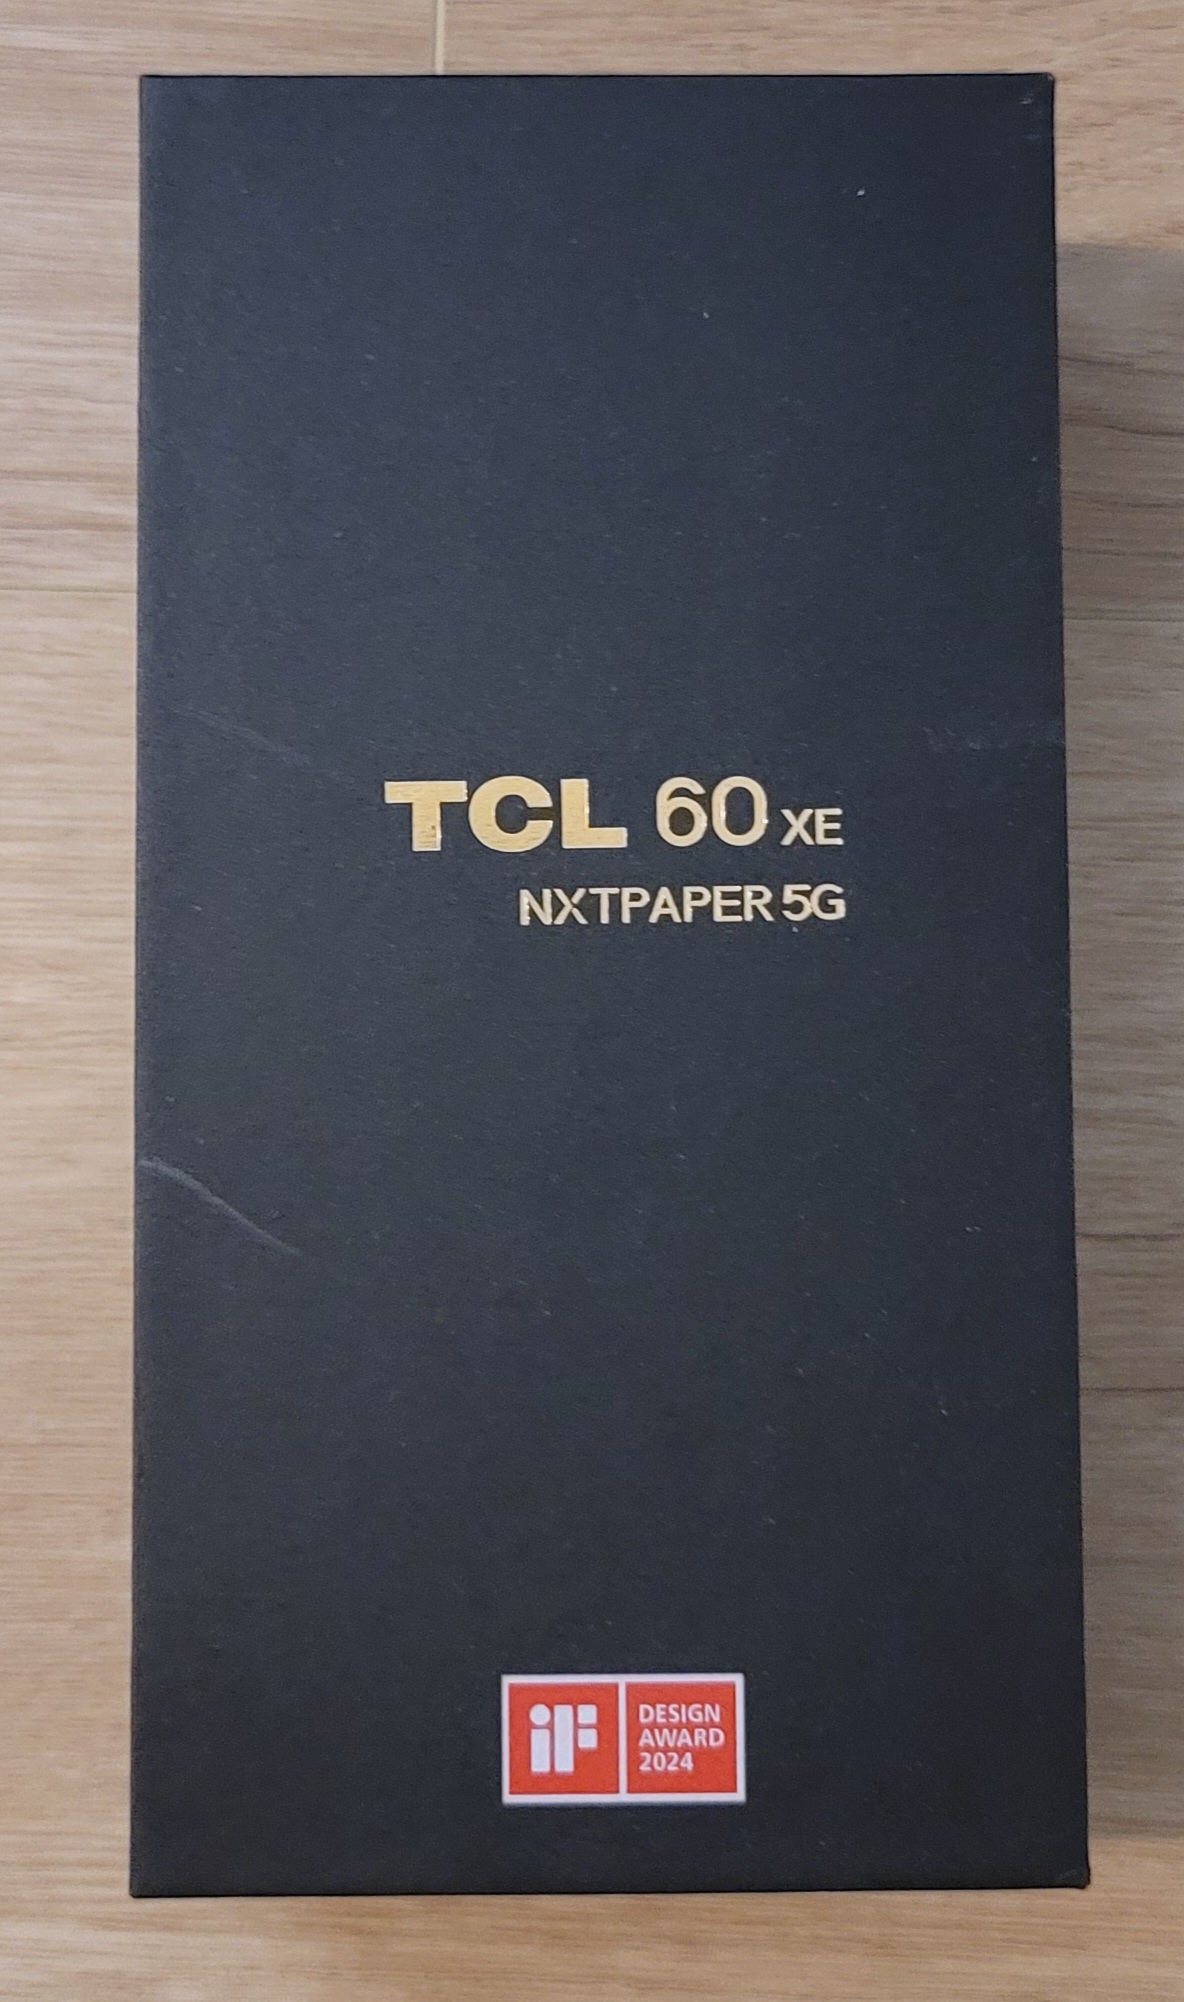 TCL 60 XE
NXTPAPER 5G
iF
DESIGN
AWARD
2024